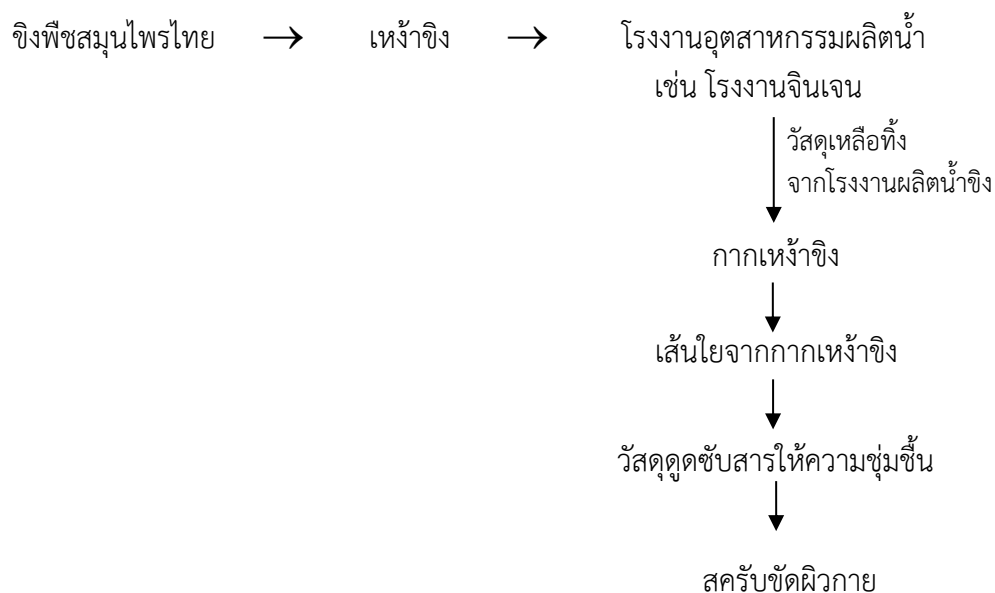 ขิงพืชสมุนไพรไทย → เหง้าขิง → โรงงานอุตสาหกรรมผลิตน้ำ
เช่น โรงงานจินเจน
วัสดุเหลือทิ้ง
จากโรงงานผลิตน้ำขิง
กากเหง้าขิง
เส้นใยจากกากเหง้าขิง
วัสดุดูดซับสารให้ความชุ่มชื้น
สครับขัดผิวกาย